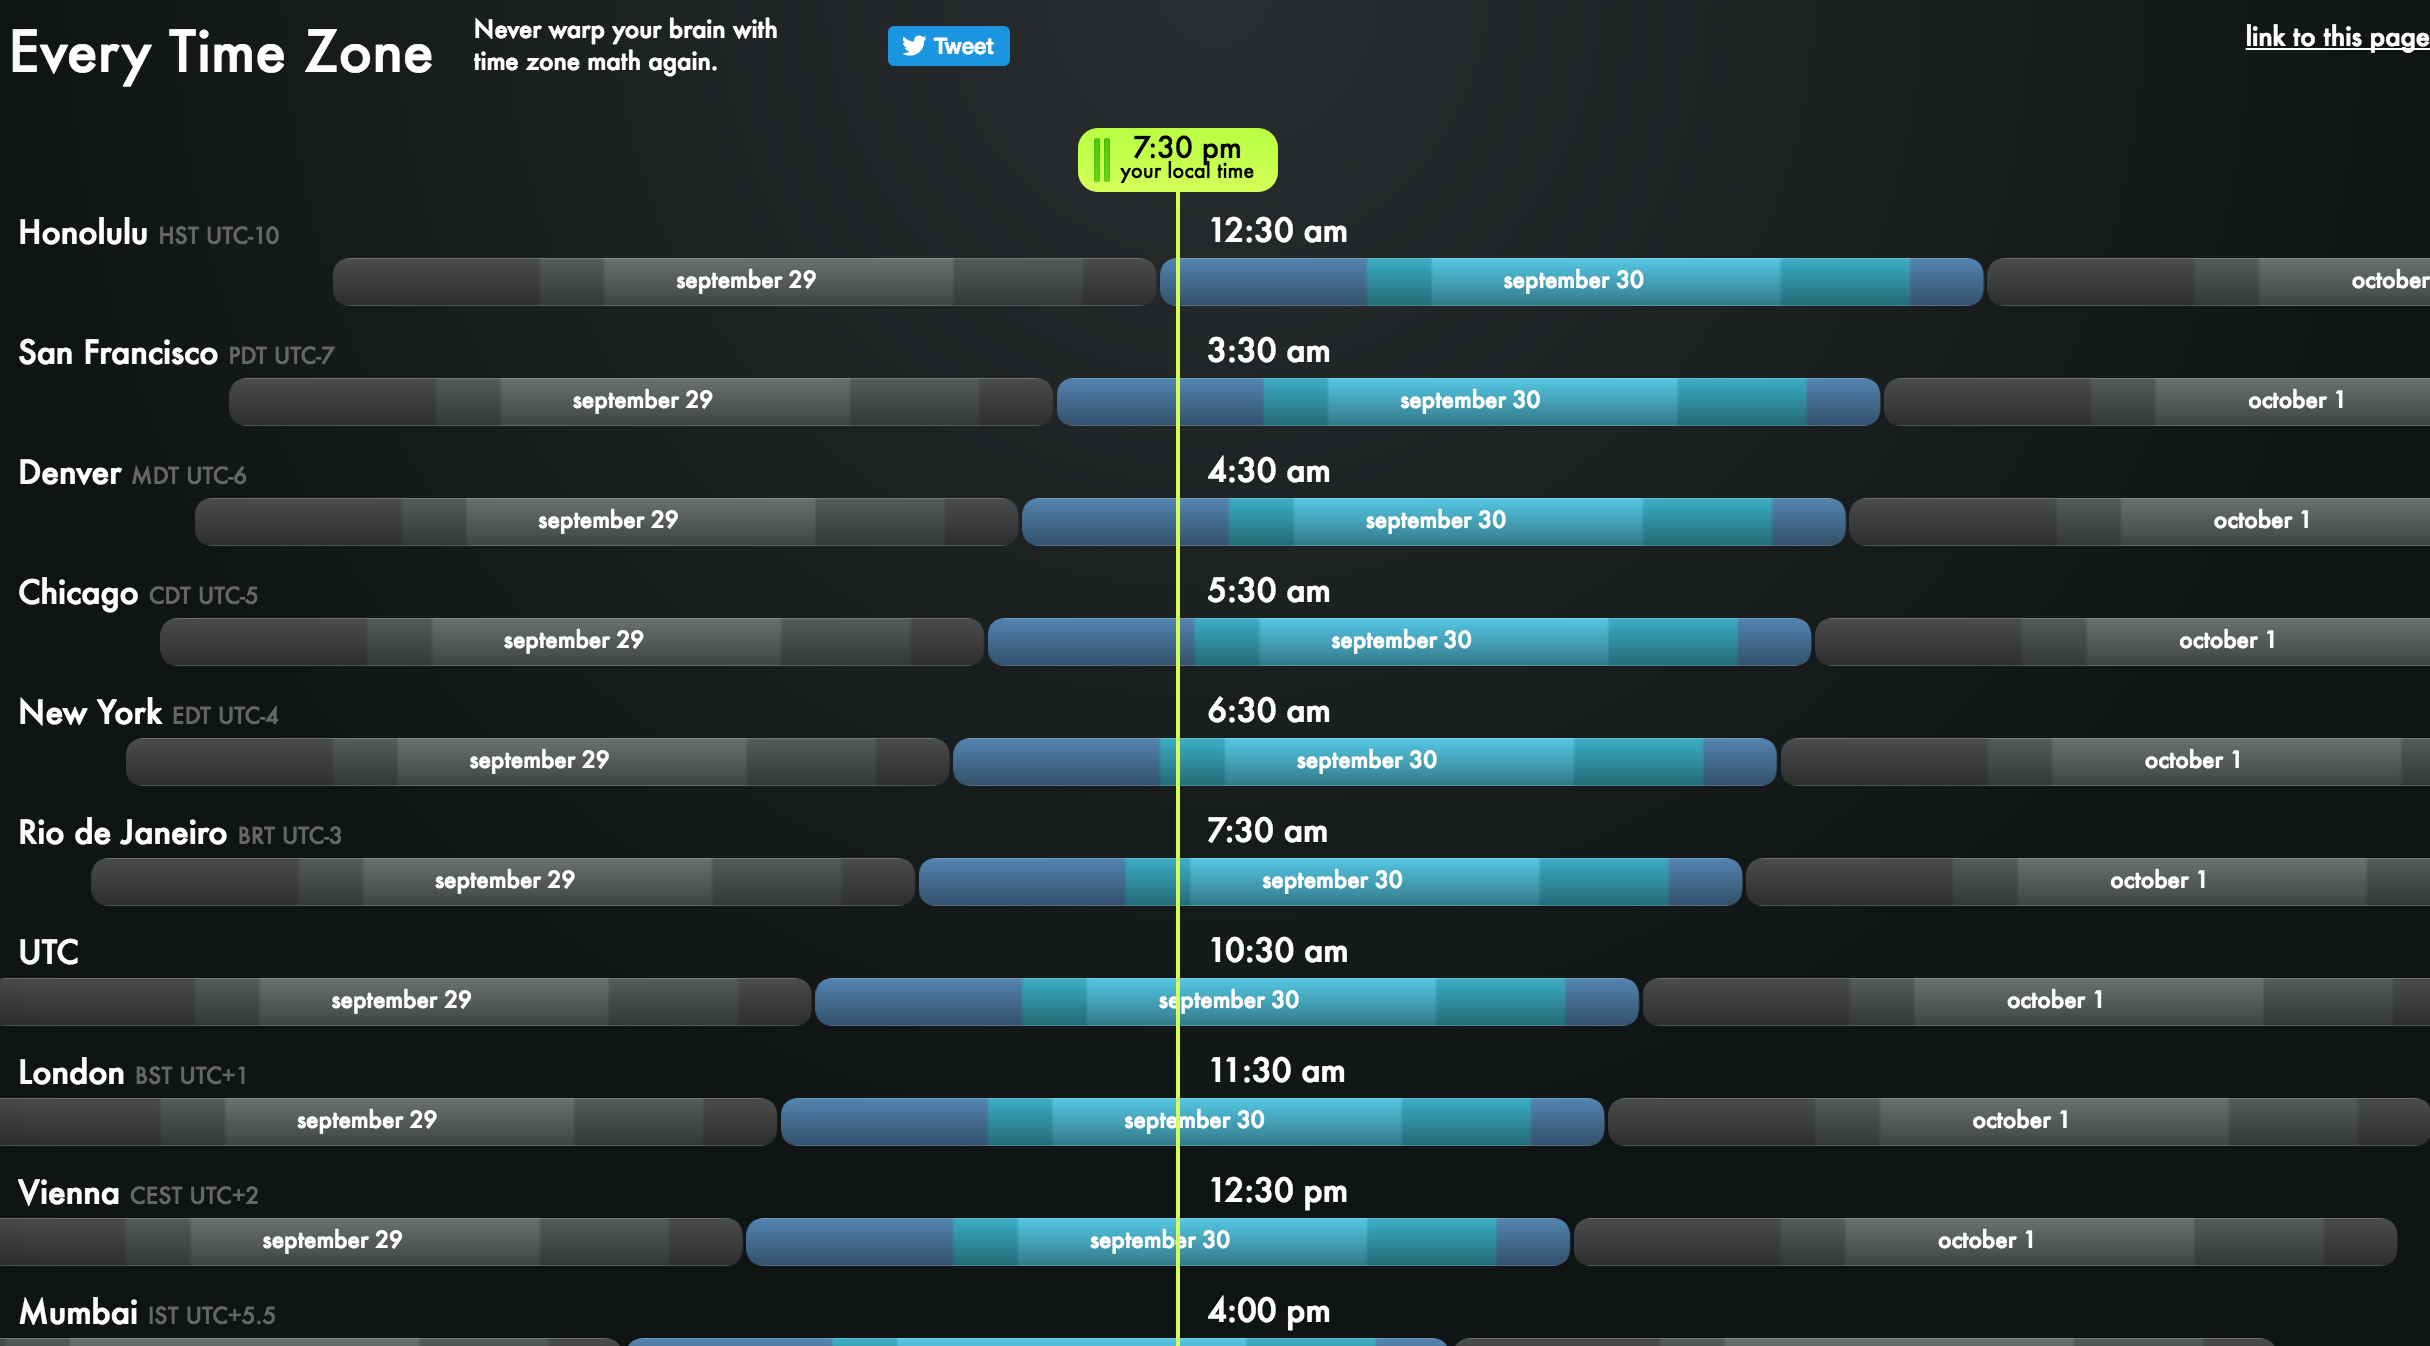 Every Time Zone
Never warp your brain with
time zone math again.
Tweet
link to this page
7:30 pm
your local time
Honolulu HST UTC-10
12:30 am
september 29
september 30
october
San Francisco PDT UTC-7
3:30 am
september 29
september 30
october 1
Denver MDT UTC-6
4:30 am
september 29
september 30
october 1
Chicago CDT UTC-5
5:30 am
september 29
september 30
october 1
New York EDT UTC-4
6:30 am
september 29
september 30
october 1
Rio de Janeiro BRT UTC-3
7:30 am
september 29
september 30
october 1
UTC
10:30 am
september 29
september 30
october 1
London BST UTC+1
11:30 am
september 29
september 30
october 1
Vienna CEST UTC+2
12:30 pm
september 29
september 30
october 1
Mumbai IST UTC+5.5
4:00 pm